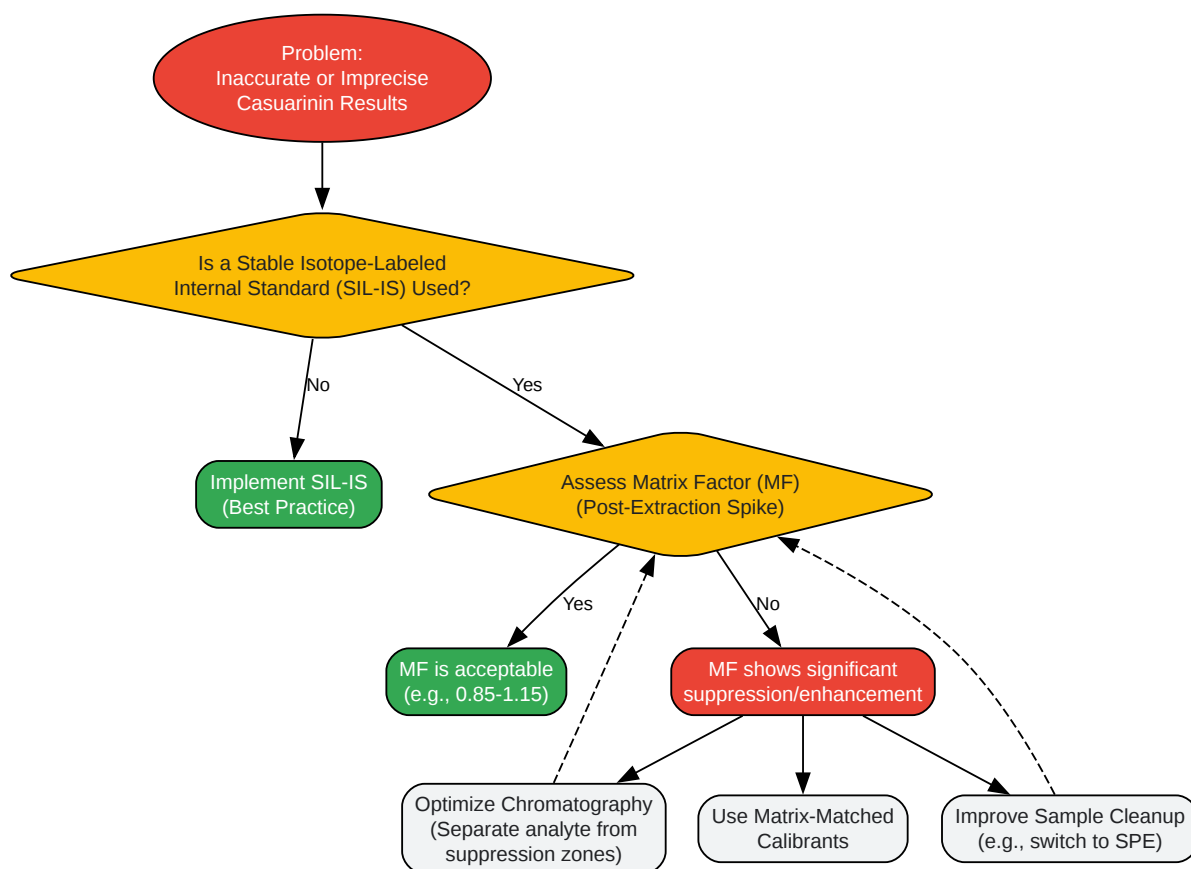 Problem:
Inaccurate or Imprecise
Casuarinin Results
Is a Stable Isotope-Labeled
Internal Standard (SIL-IS) Used?
No
Yes
Implement SIL-IS
(Best Practice)
Assess Matrix Factor (MF)
(Post-Extraction Spike)
Yes
No
MF is acceptable
(e.g., 0.85-1.15)
MF shows significant
suppression/enhancement
Optimize Chromatography
(Separate analyte from
suppression zones)
Use Matrix-Matched
Calibrants
Improve Sample Cleanup
(e.g., switch to SPE)